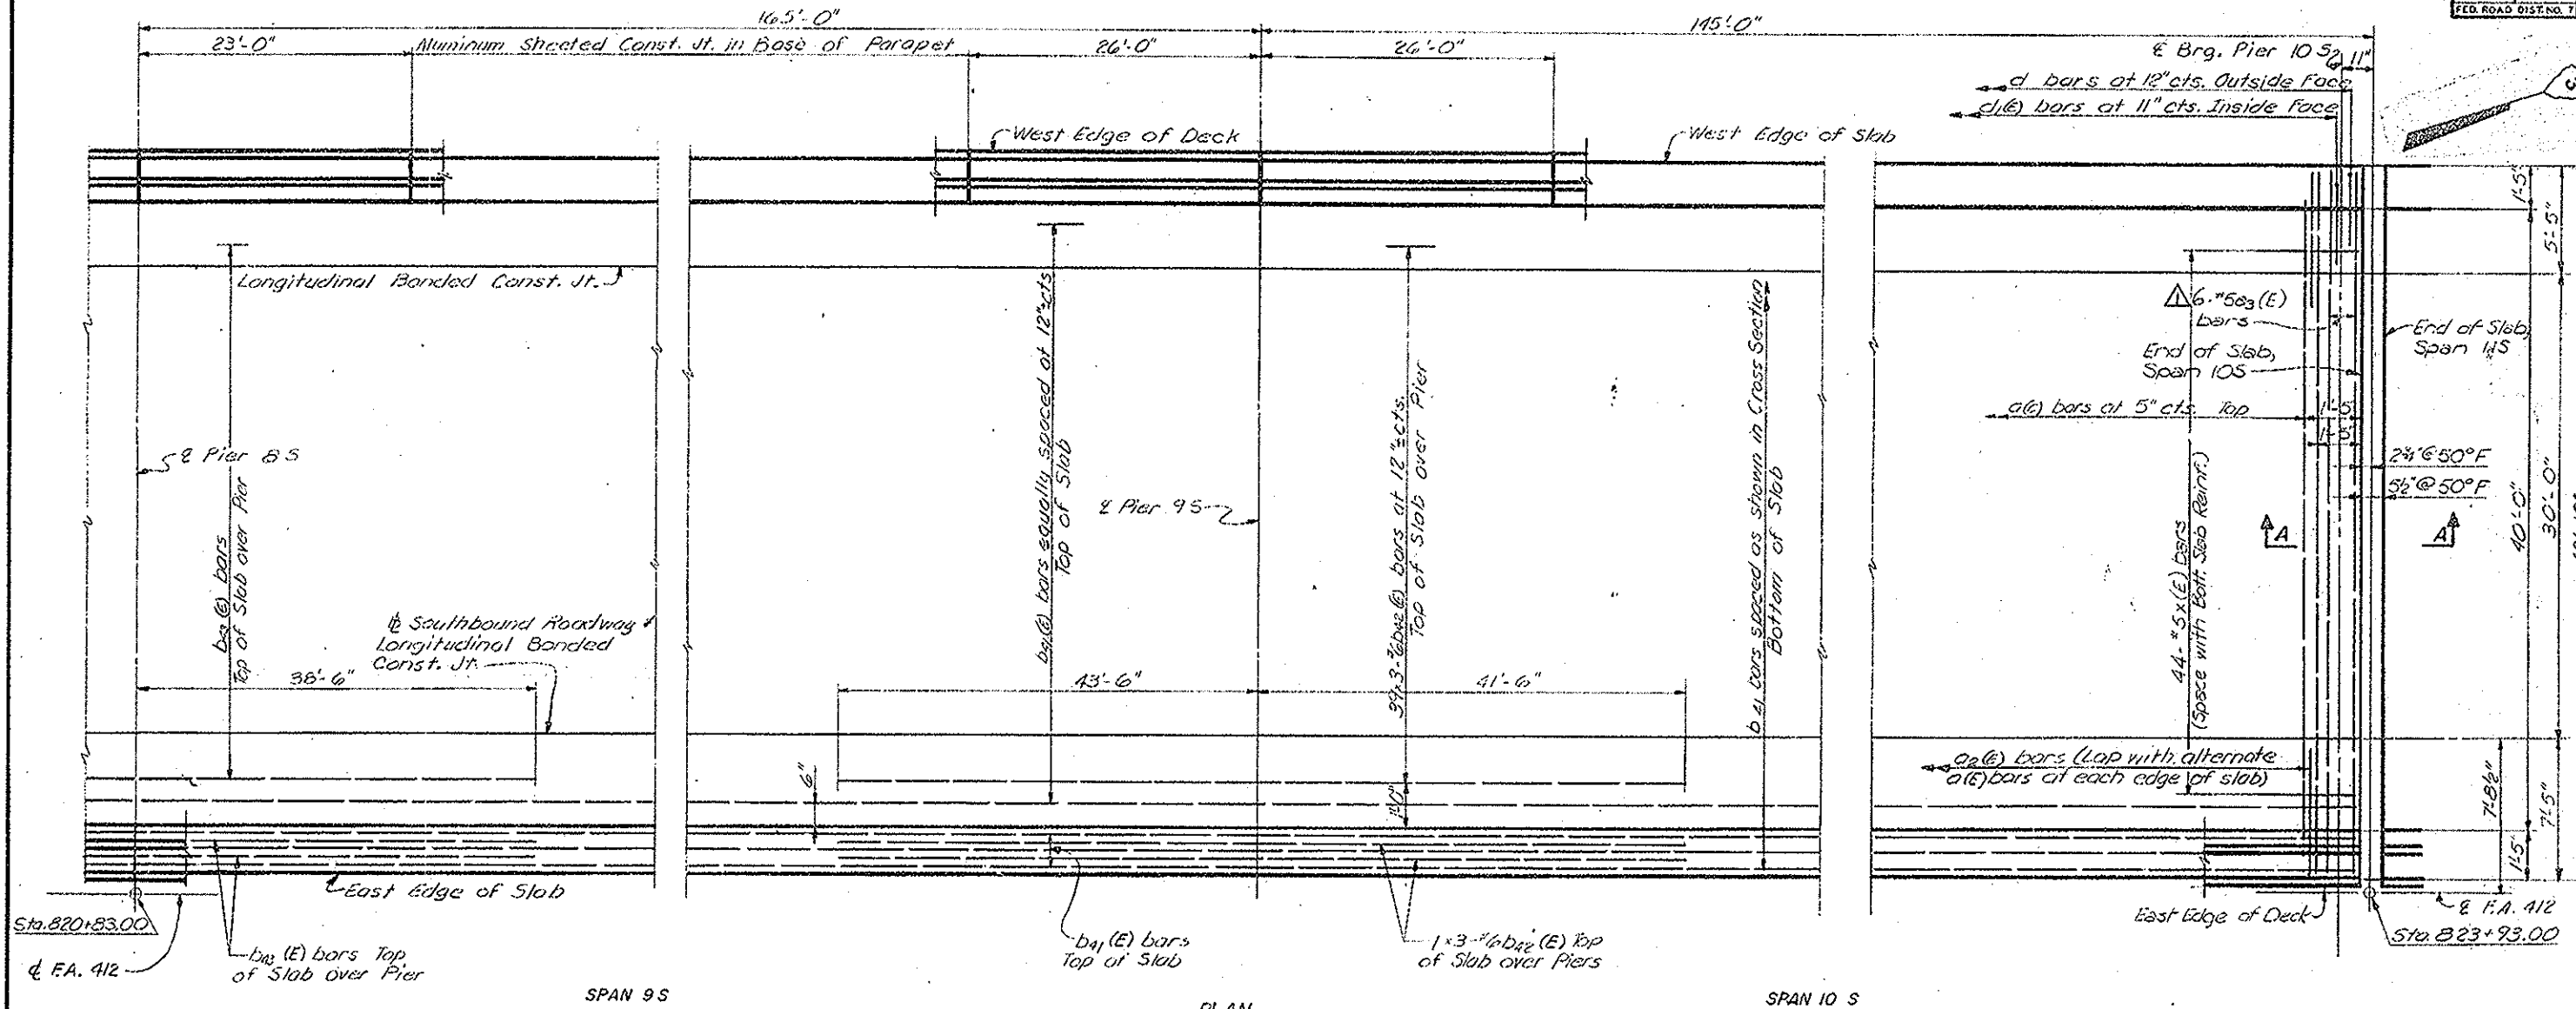 FED. ROAD DIST. NO. 7
165'-0"
145'-0"
23'-0"
Aluminum Sheeted Const. Jt. in Base of Parapet
26'-0"
26'-0"
℄ Brg. Pier 10 S
11"
d bars at 12" cts. Outside Face
d1(E) bars at 11" cts. Inside Face
West Edge of Deck
West Edge of Slab
1'-5"
5'-5"
Longitudinal Bonded Const. Jt.
6-#5a3(E)
bars
End of Slab,
Span 11S
End of Slab,
Span 10S
a(E) bars at 5" cts. Top
1'-5"
1'-0"
℄ Pier 8 S
℄ Pier 9 S
2¾" @ 50°F
5½" @ 50°F
A
A
(E) bars
Top of Slab over Pier
b41(E) bars equally spaced at 12" cts
Top of Slab
39x3-#6b42(E) bars at 12"± cts.
Top of Slab over Pier
b41 bars spaced as shown in Cross Section
Bottom of Slab
44-#5x(E) bars
(Space with Bott. Slab Reinf.)
40'-0"
30'-0"
℄ Southbound Roadway
Longitudinal Bonded
Const. Jt.
38'-6"
43'-6"
41'-6"
6"
1'-0"
a2(E) bars (Lap with alternate
a(E) bars at each edge of slab)
7'-8½"
7'-5"
1'-5"
East Edge of Slab
East Edge of Deck
℄ F.A. 412
Sta. 820+83.00
Sta. 823+93.00
℄ F.A. 412
b43 (E) bars Top
of Slab over Pier
b41 (E) bars
Top of Slab
1x3-#6b42(E) Top
of Slab over Piers
SPAN 9 S
PLAN
SPAN 10 S